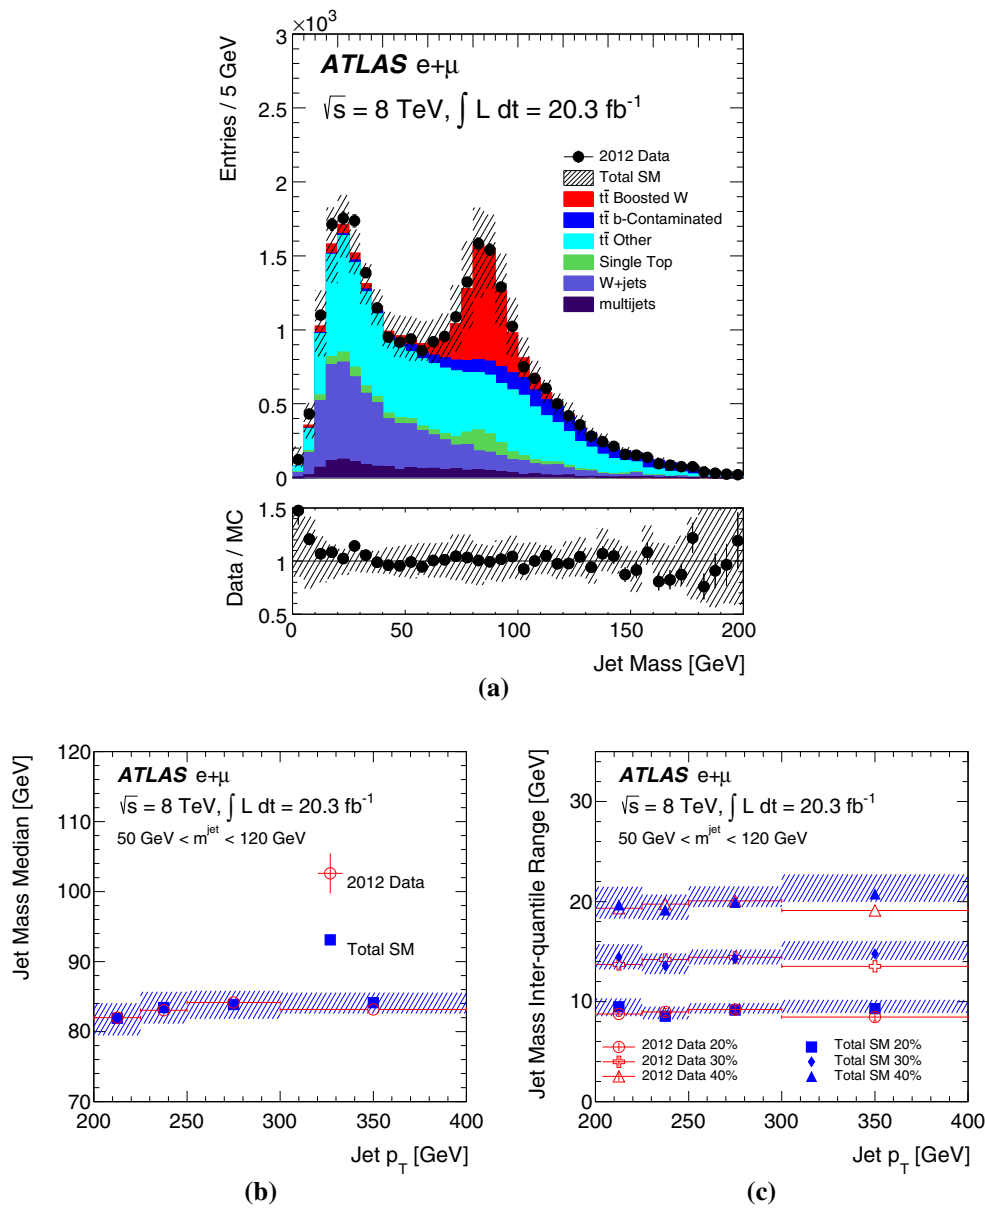 ×10³
3
2.5
2
1.5
1
0.5
0
Entries / 5 GeV
ATLAS e+μ
√s = 8 TeV, ∫ L dt = 20.3 fb⁻¹
2012 Data
Total SM
tt̄ Boosted W
tt̄ b-Contaminated
tt̄ Other
Single Top
W+jets
multijets
Data / MC
1.5
1
0.5
0 50 100 150 200
Jet Mass [GeV]
(a)
Jet Mass Median [GeV]
120
110
100
90
80
70
ATLAS e+μ
√s = 8 TeV, ∫ L dt = 20.3 fb⁻¹
50 GeV < m^jet < 120 GeV
2012 Data
Total SM
200 250 300 350 400
Jet p_T [GeV]
(b)
Jet Mass Inter-quantile Range [GeV]
30
20
10
0
ATLAS e+μ
√s = 8 TeV, ∫ L dt = 20.3 fb⁻¹
50 GeV < m^jet < 120 GeV
2012 Data 20% Total SM 20%
2012 Data 30% Total SM 30%
2012 Data 40% Total SM 40%
200 250 300 350 400
Jet p_T [GeV]
(c)